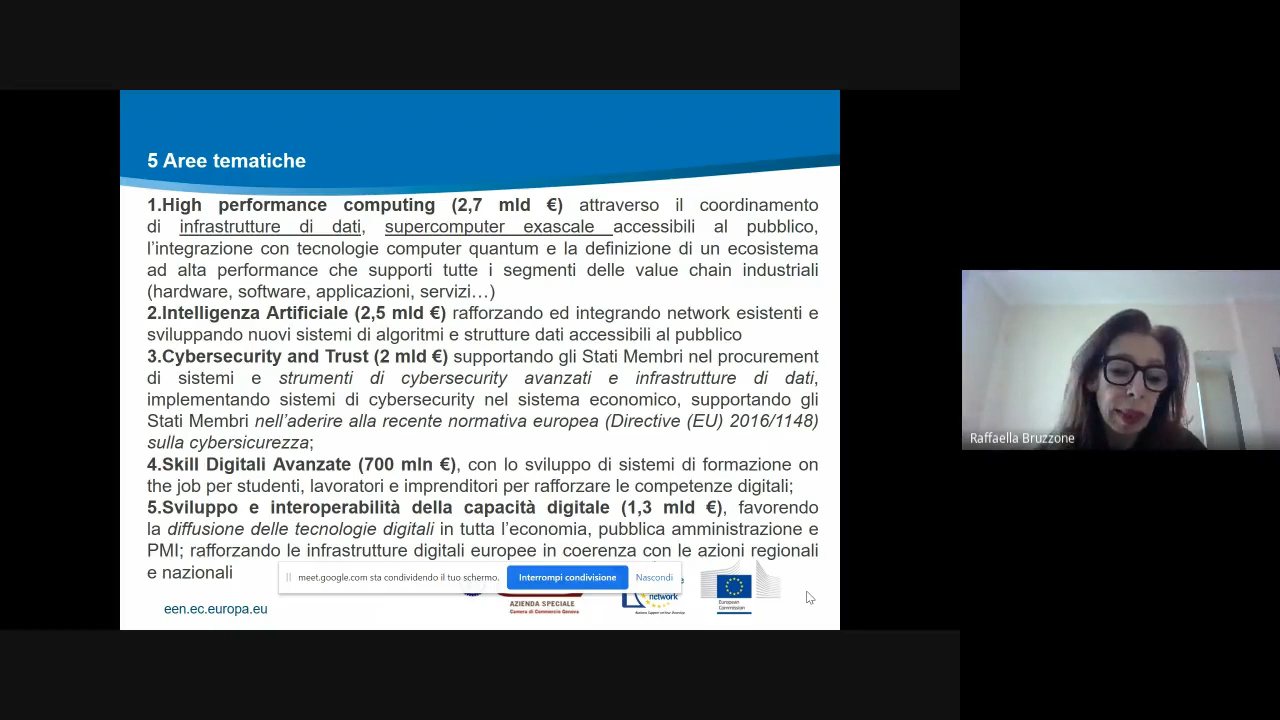 5 Aree tematiche
1.High performance computing (2,7 mld €) attraverso il coordinamento
di infrastrutture di dati, supercomputer exascale accessibili al pubblico,
l’integrazione con tecnologie computer quantum e la definizione di un ecosistema
ad alta performance che supporti tutte i segmenti delle value chain industriali
(hardware, software, applicazioni, servizi…)
2.Intelligenza Artificiale (2,5 mld €) rafforzando ed integrando network esistenti e
sviluppando nuovi sistemi di algoritmi e strutture dati accessibili al pubblico
3.Cybersecurity and Trust (2 mld €) supportando gli Stati Membri nel procurement
di sistemi e strumenti di cybersecurity avanzati e infrastrutture di dati,
implementando sistemi di cybersecurity nel sistema economico, supportando gli
Stati Membri nell’aderire alla recente normativa europea (Directive (EU) 2016/1148)
sulla cybersicurezza;
4.Skill Digitali Avanzate (700 mln €), con lo sviluppo di sistemi di formazione on
the job per studenti, lavoratori e imprenditori per rafforzare le competenze digitali;
5.Sviluppo e interoperabilità della capacità digitale (1,3 mld €), favorendo
la diffusione delle tecnologie digitali in tutta l’economia, pubblica amministrazione e
PMI; rafforzando le infrastrutture digitali europee in coerenza con le azioni regionali
e nazionali
meet.google.com sta condividendo il tuo schermo.
Interrompi condivisione
Nascondi
een.ec.europa.eu
AZIENDA SPECIALE
Camera di Commercio Genova
network
European
Commission
Raffaella Bruzzone